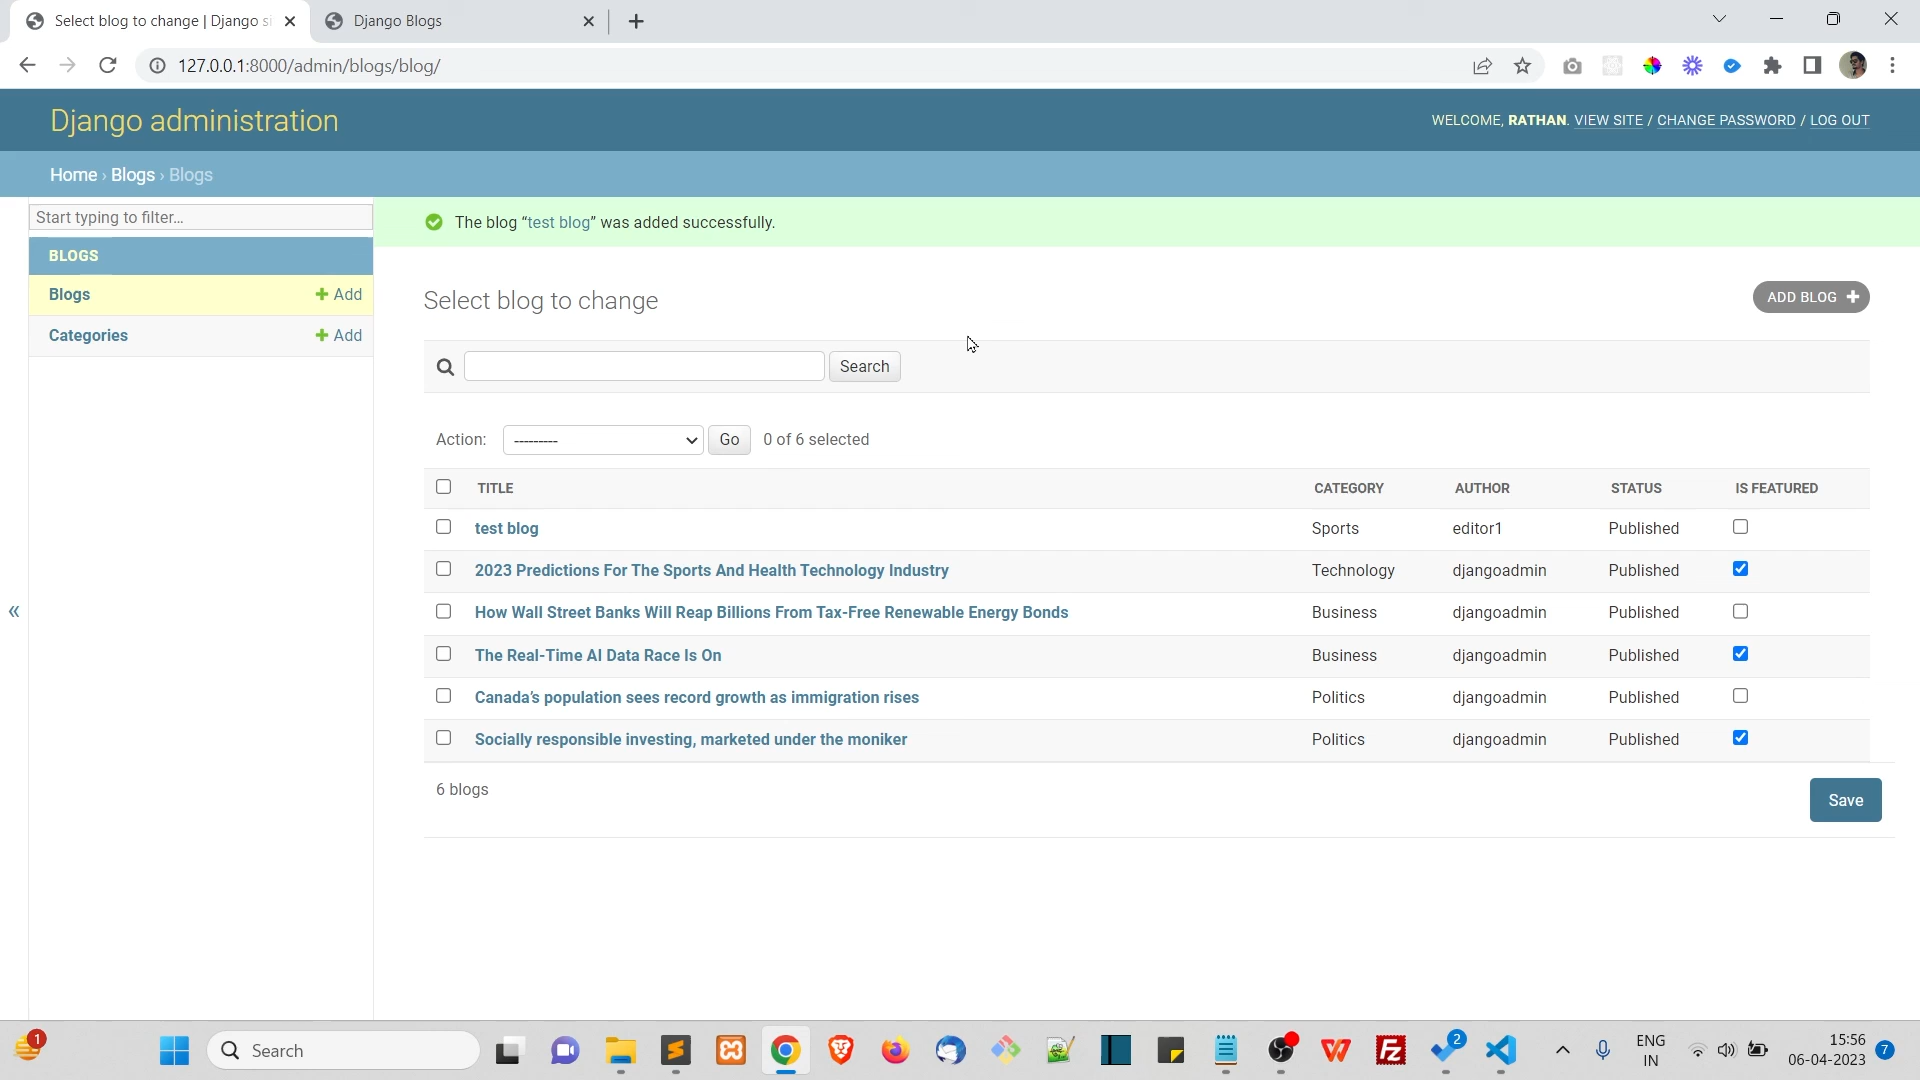 Select blog to change | Django si
Django Blogs
127.0.0.1:8000/admin/blogs/blog/
Django administration
WELCOME, RATHAN. VIEW SITE / CHANGE PASSWORD / LOG OUT
Home › Blogs › Blogs
Start typing to filter...
BLOGS
Blogs
Add
Categories
Add
«
The blog “test blog” was added successfully.
Select blog to change
ADD BLOG +
Search
Action: --------- Go 0 of 6 selected
TITLE CATEGORY AUTHOR STATUS IS FEATURED
test blog Sports editor1 Published
2023 Predictions For The Sports And Health Technology Industry Technology djangoadmin Published
How Wall Street Banks Will Reap Billions From Tax-Free Renewable Energy Bonds Business djangoadmin Published
The Real-Time AI Data Race Is On Business djangoadmin Published
Canada’s population sees record growth as immigration rises Politics djangoadmin Published
Socially responsible investing, marketed under the moniker Politics djangoadmin Published
6 blogs
Save
1
Search
2
ENG
IN
15:56
06-04-2023
7